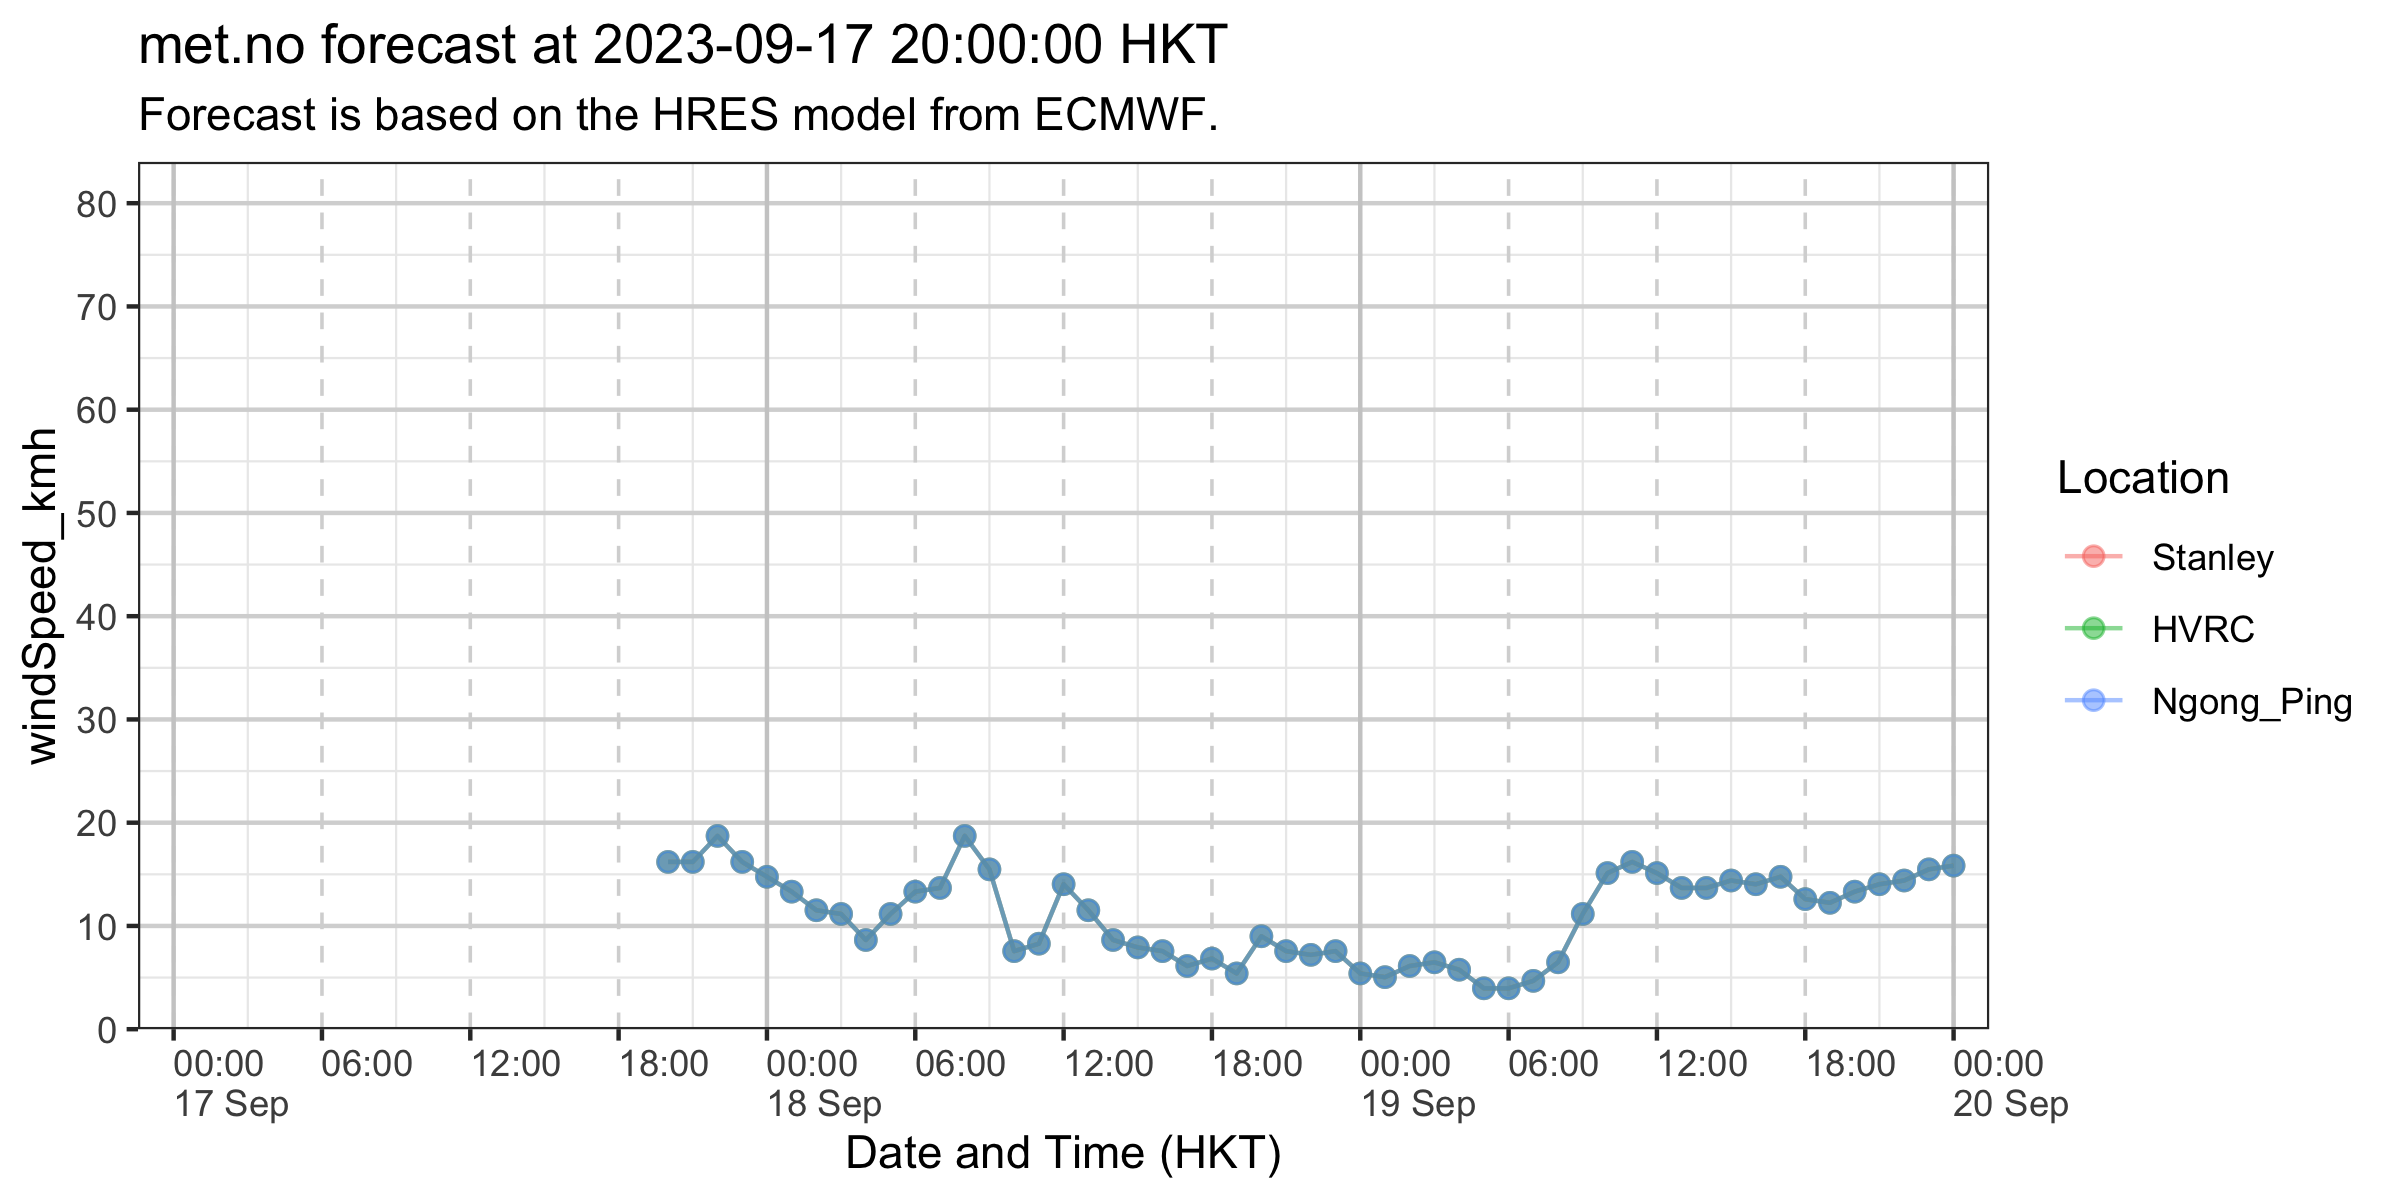 met.no forecast at 2023-09-17 20:00:00 HKT
Forecast is based on the HRES model from ECMWF.
windSpeed_kmh
80
70
60
50
40
30
20
10
0
00:00 06:00 12:00 18:00 00:00 06:00 12:00 18:00 00:00 06:00 12:00 18:00 00:00
17 Sep 18 Sep 19 Sep 20 Sep
Date and Time (HKT)
Location
Stanley
HVRC
Ngong_Ping